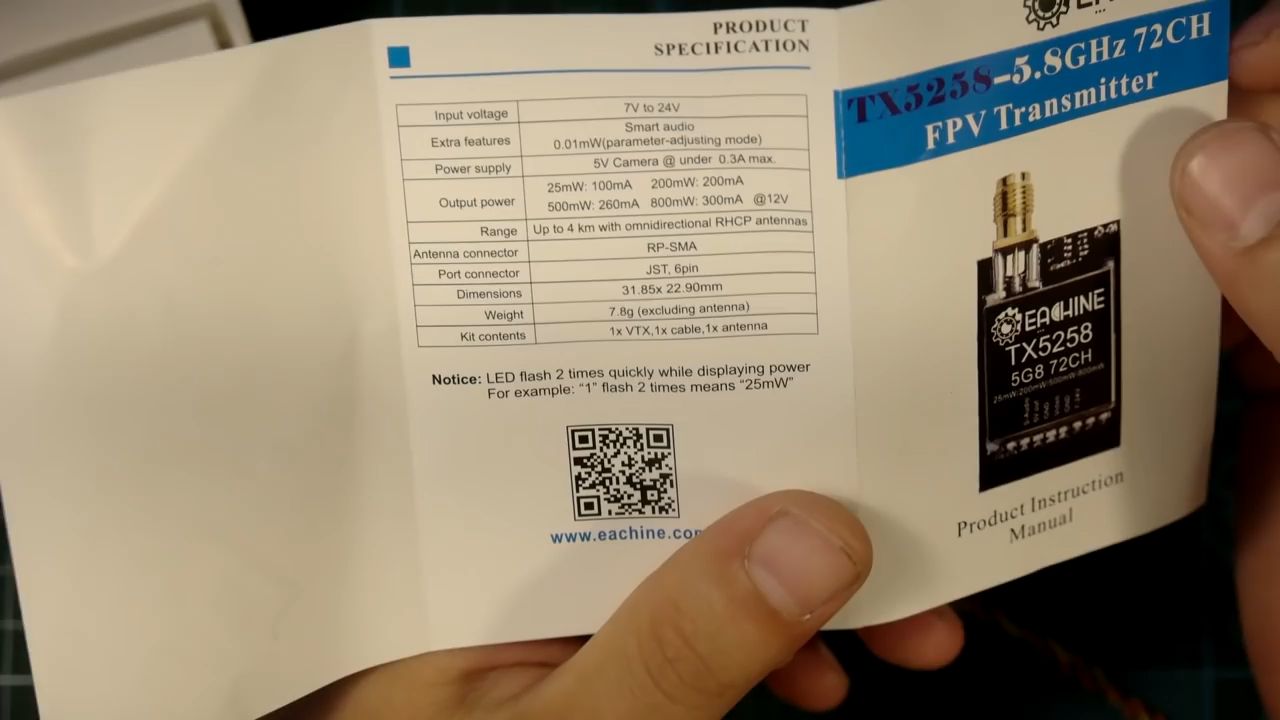 PRODUCT
SPECIFICATION
Input voltage 7V to 24V
Extra features Smart audio
0.01mW(parameter-adjusting mode)
Power supply 5V Camera @ under 0.3A max.
Output power 25mW: 100mA 200mW: 200mA
500mW: 260mA 800mW: 300mA @12V
Range Up to 4 km with omnidirectional RHCP antennas
Antenna connector RP-SMA
Port connector JST, 6pin
Dimensions 31.85x 22.90mm
Weight 7.8g (excluding antenna)
Kit contents 1x VTX,1x cable,1x antenna
Notice: LED flash 2 times quickly while displaying power
For example: “1” flash 2 times means “25mW”
www.eachine.co
TX5258-5.8GHz 72CH
FPV Transmitter
EACHINE
TX5258
5G8 72CH
25mW·200mW·500mW·800mW
Product Instruction
Manual